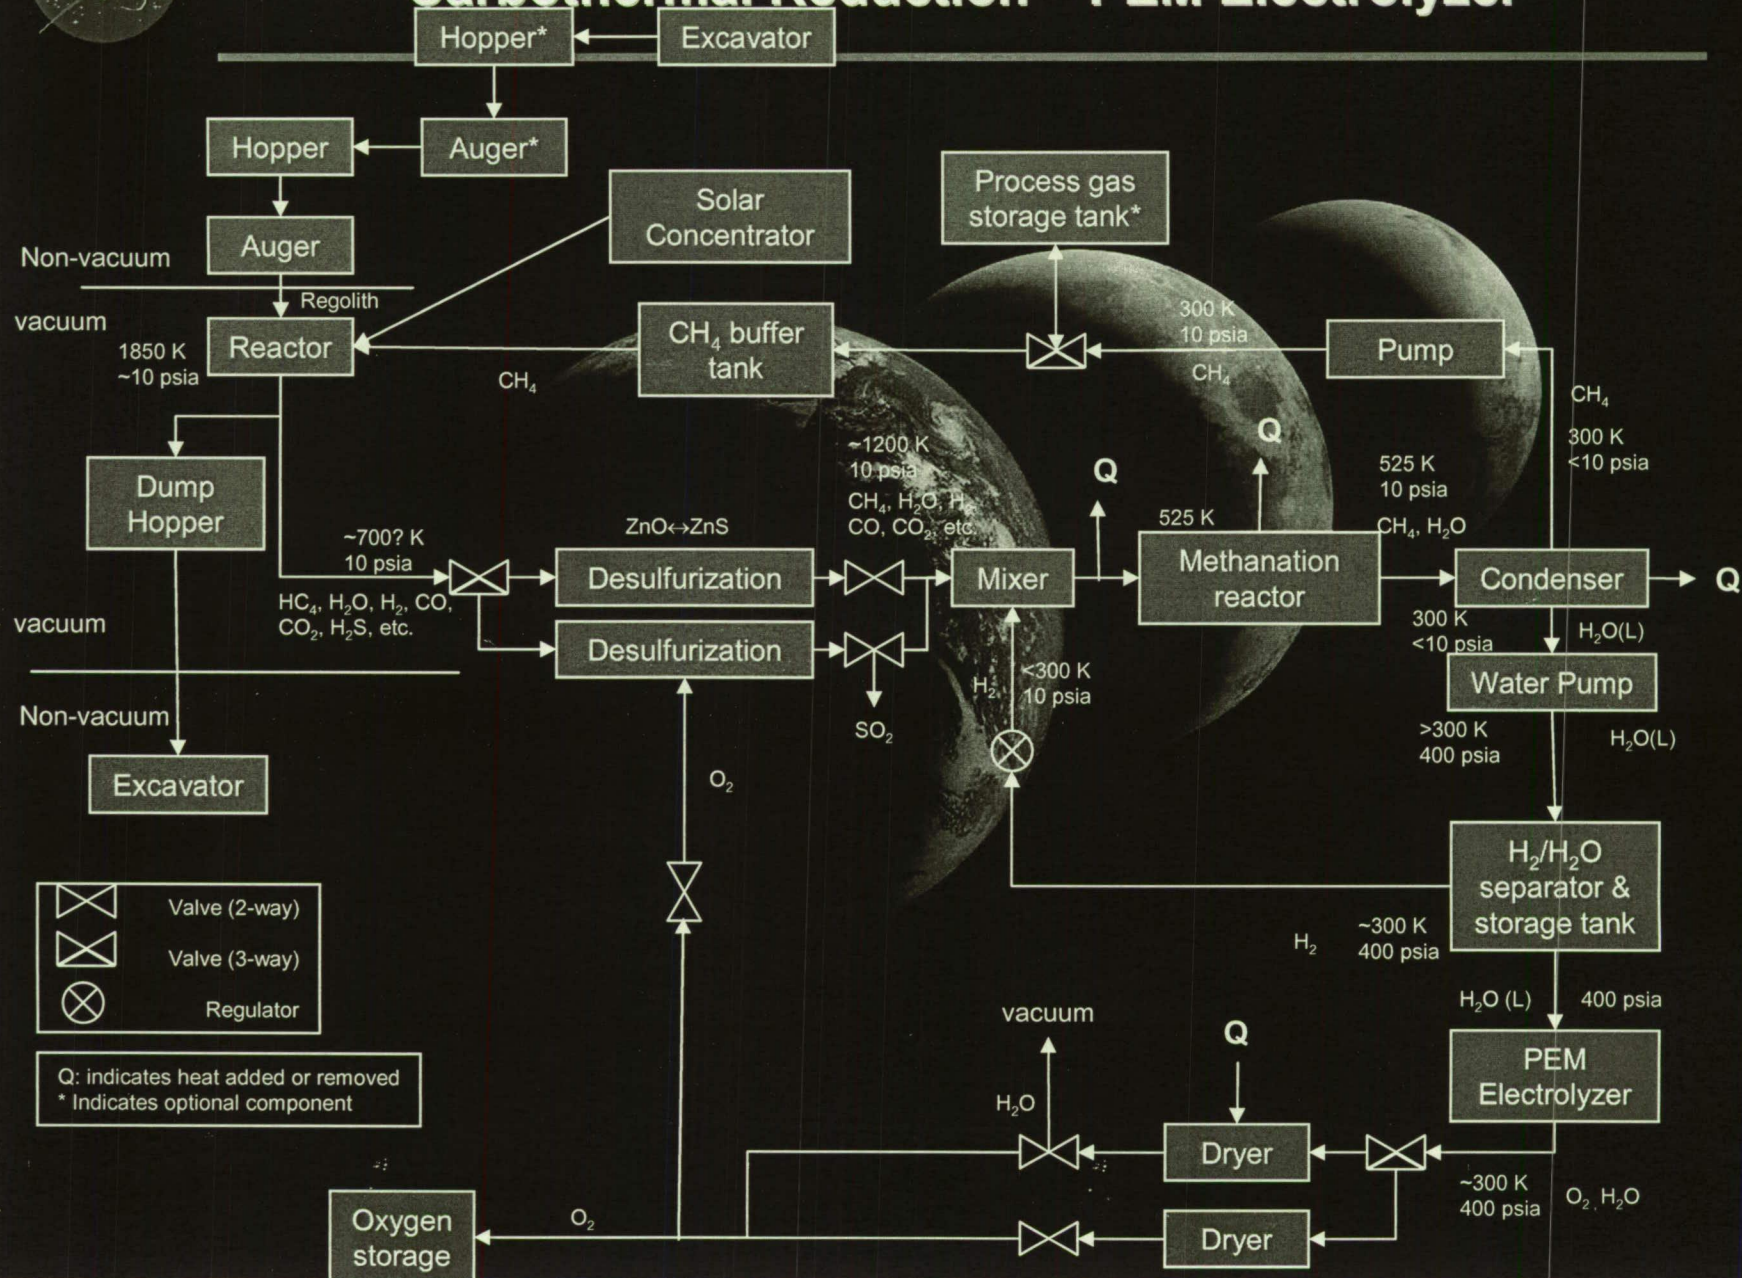 Carbothermal Reduction – PEM Electrolyzer
Hopper*
Excavator
Hopper
Auger*
Solar
Concentrator
Process gas
storage tank*
Auger
Non-vacuum
Regolith
vacuum
Reactor
1850 K
~10 psia
CH₄
CH₄ buffer
tank
300 K
10 psia
CH₄
Pump
CH₄
300 K
<10 psia
Dump
Hopper
~700? K
10 psia
HC₄, H₂O, H₂, CO,
CO₂, H₂S, etc.
ZnO↔ZnS
Desulfurization
Desulfurization
~1200 K
10 psia
CH₄, H₂O, H₂
CO, CO₂, etc.
Mixer
Q
525 K
Q
Methanation
reactor
525 K
10 psia
CH₄, H₂O
Condenser
Q
300 K
<10 psia
H₂O(L)
Water Pump
>300 K
400 psia
H₂O(L)
vacuum
Non-vacuum
Excavator
SO₂
H₂
<300 K
10 psia
O₂
H₂/H₂O
separator &
storage tank
H₂
~300 K
400 psia
H₂O (L)
400 psia
PEM
Electrolyzer
Valve (2-way)
Valve (3-way)
Regulator
Q: indicates heat added or removed
* Indicates optional component
vacuum
H₂O
Q
Dryer
~300 K
400 psia
O₂, H₂O
Dryer
O₂
Oxygen
storage